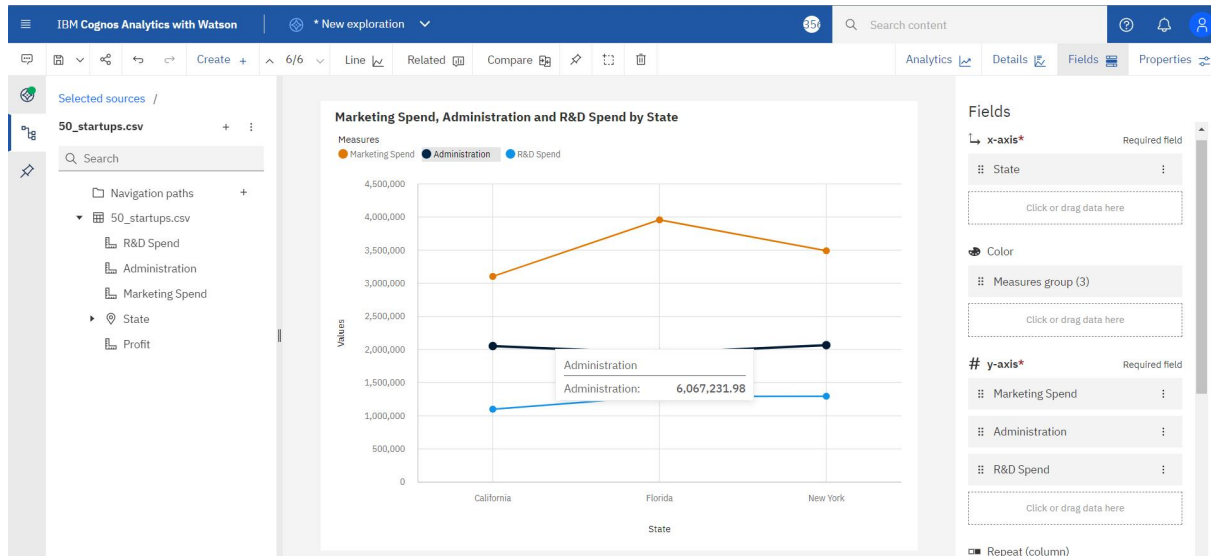 IBM Cognos Analytics with Watson
* New exploration
356
Search content
Create +
6/6
Line
Related
Compare
Analytics
Details
Fields
Properties
Selected sources /
50_startups.csv
Search
Navigation paths
50_startups.csv
R&D Spend
Administration
Marketing Spend
State
Profit
Marketing Spend, Administration and R&D Spend by State
Measures
Marketing Spend Administration R&D Spend
4,500,000
4,000,000
3,500,000
3,000,000
2,500,000
2,000,000
1,500,000
1,000,000
500,000
0
Values
Administration
Administration: 6,067,231.98
California Florida New York
State
Fields
x-axis* Required field
State
Click or drag data here
Color
Measures group (3)
Click or drag data here
# y-axis* Required field
Marketing Spend
Administration
R&D Spend
Click or drag data here
Repeat (column)